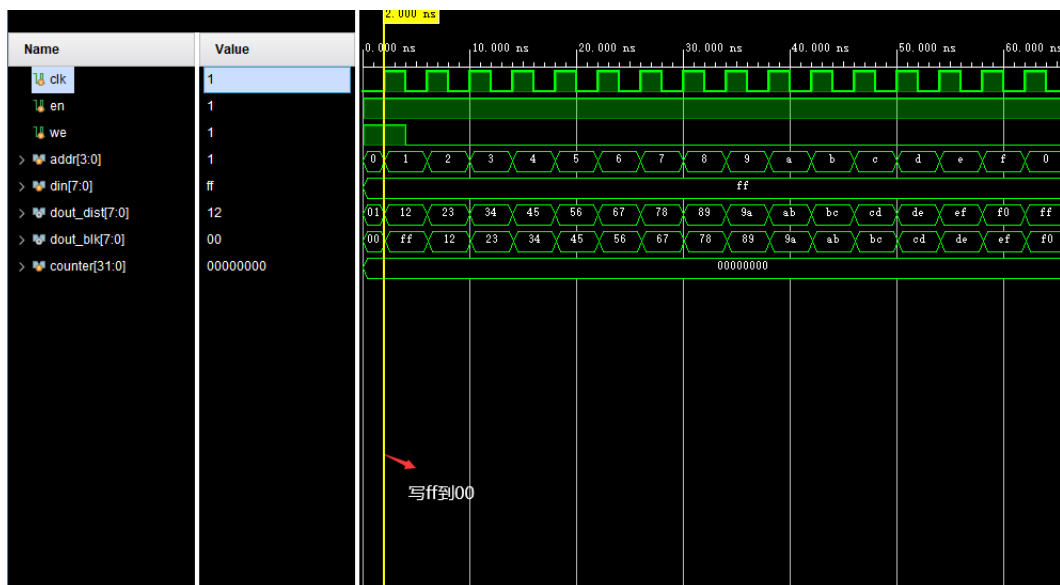 2.000 ns
Name Value
0.000 ns 10.000 ns 20.000 ns 30.000 ns 40.000 ns 50.000 ns 60.000 ns
clk 1
en 1
we 1
addr[3:0] 1 0 1 2 3 4 5 6 7 8 9 a b c d e f 0
din[7:0] ff ff
dout_dist[7:0] 12 01 12 23 34 45 56 67 78 89 9a ab bc cd de ef f0 ff
dout_blk[7:0] 00 00 ff 12 23 34 45 56 67 78 89 9a ab bc cd de ef f0
counter[31:0] 00000000 00000000
写ff到00